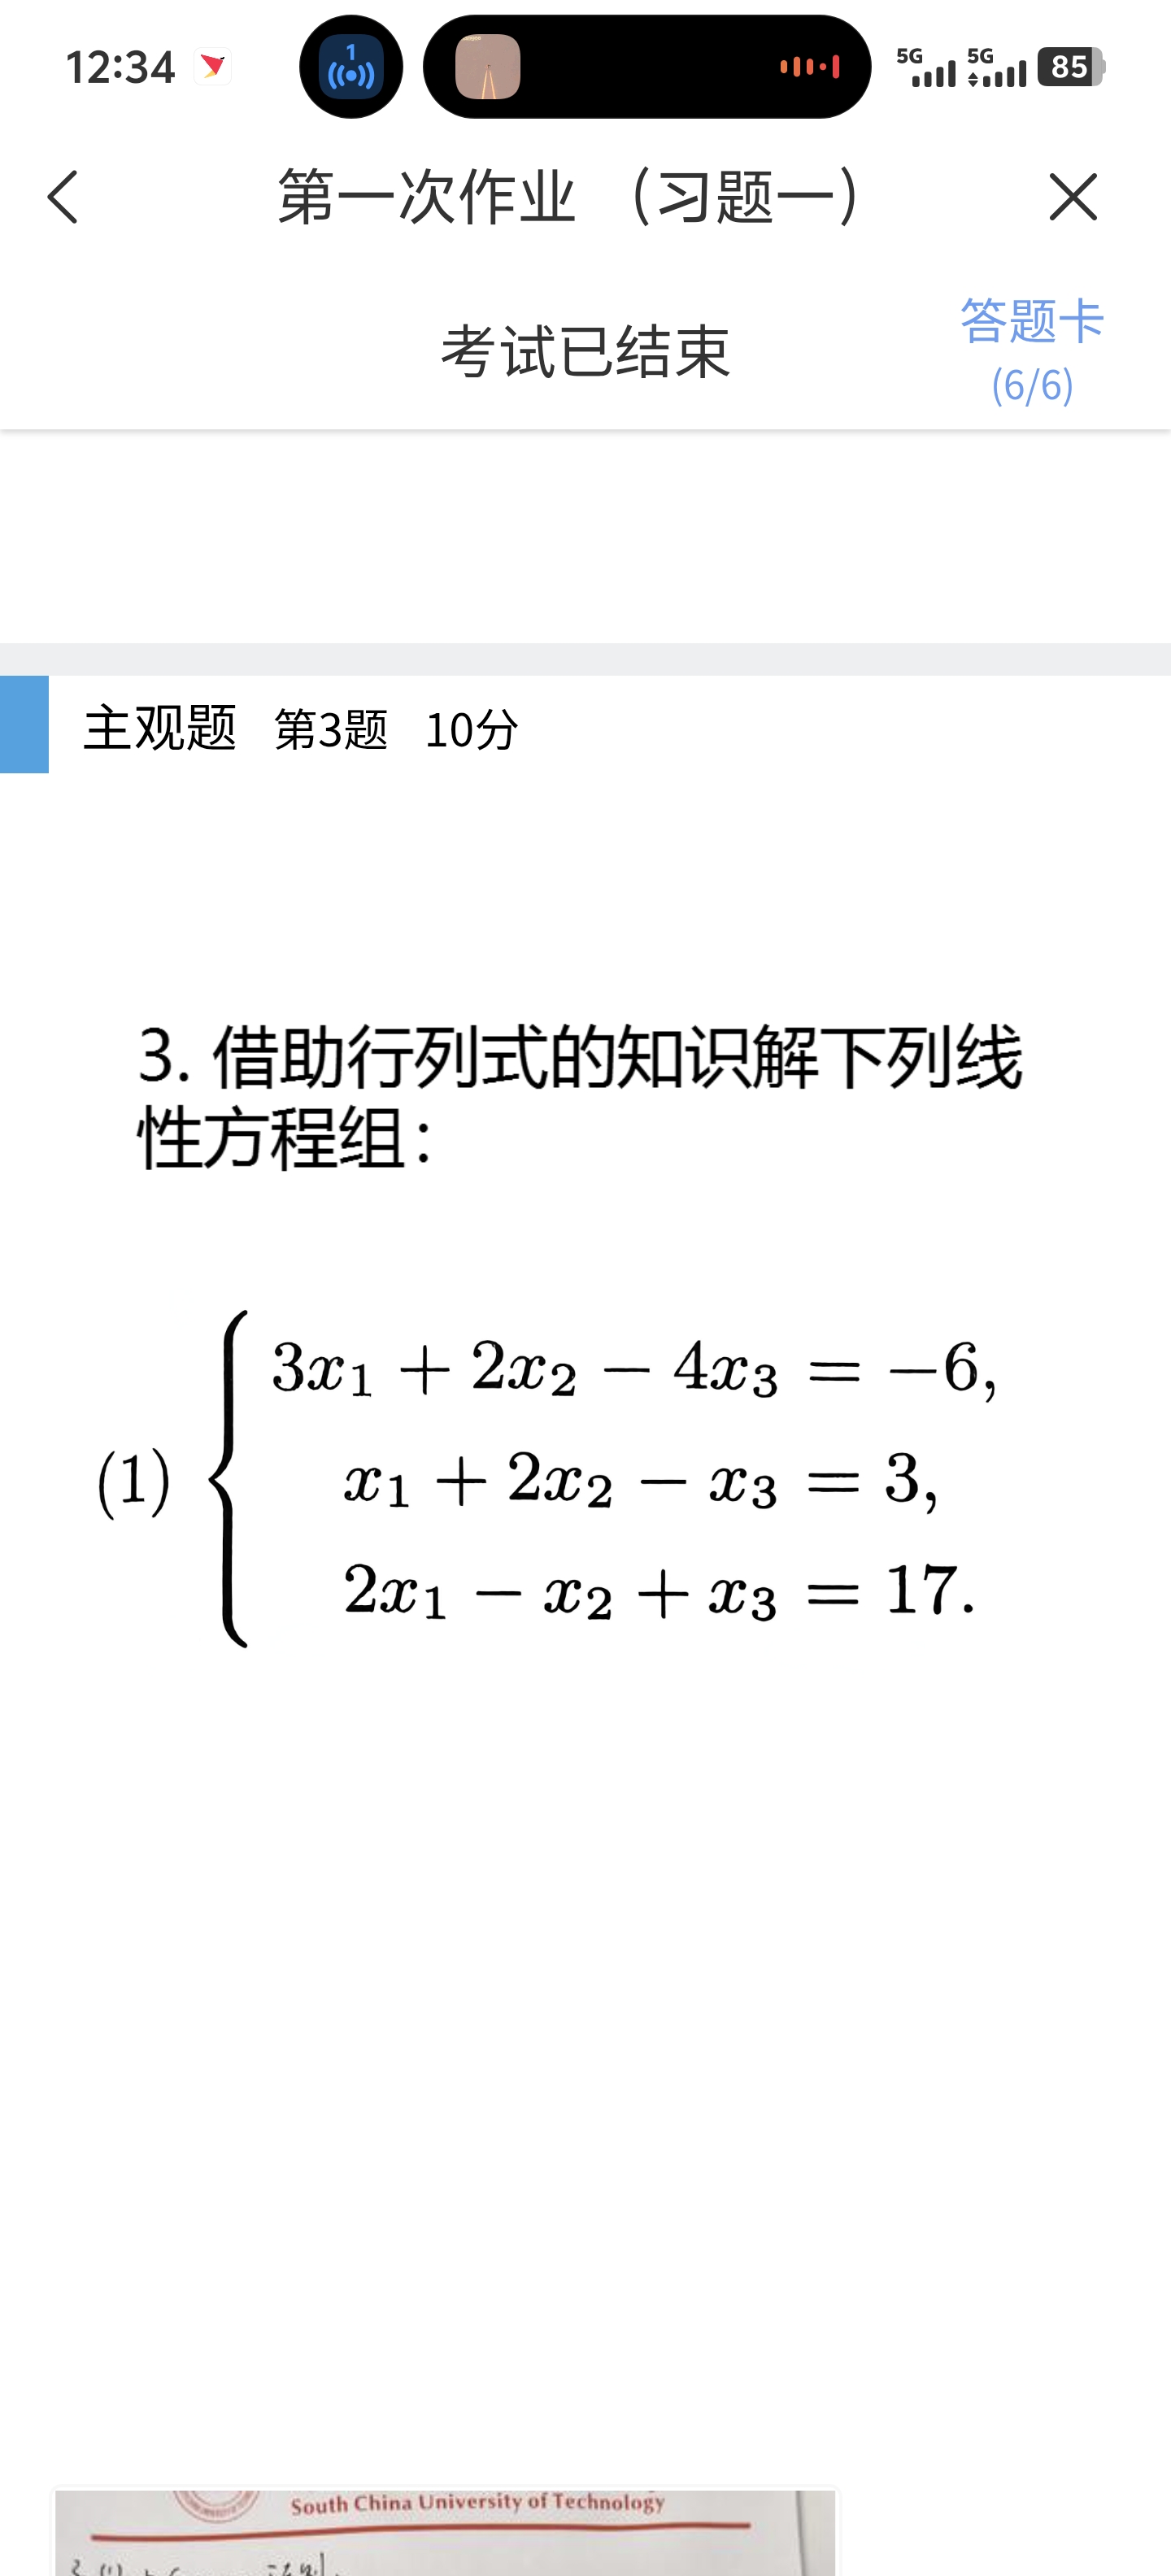 12:34
1
5G 5G 85
第一次作业 （习题一）
考试已结束
答题卡
(6/6)
主观题 第3题 10分
3. 借助行列式的知识解下列线
性方程组：
3x₁ + 2x₂ − 4x₃ = −6,
(1) x₁ + 2x₂ − x₃ = 3,
2x₁ − x₂ + x₃ = 17.
South China University of Technology